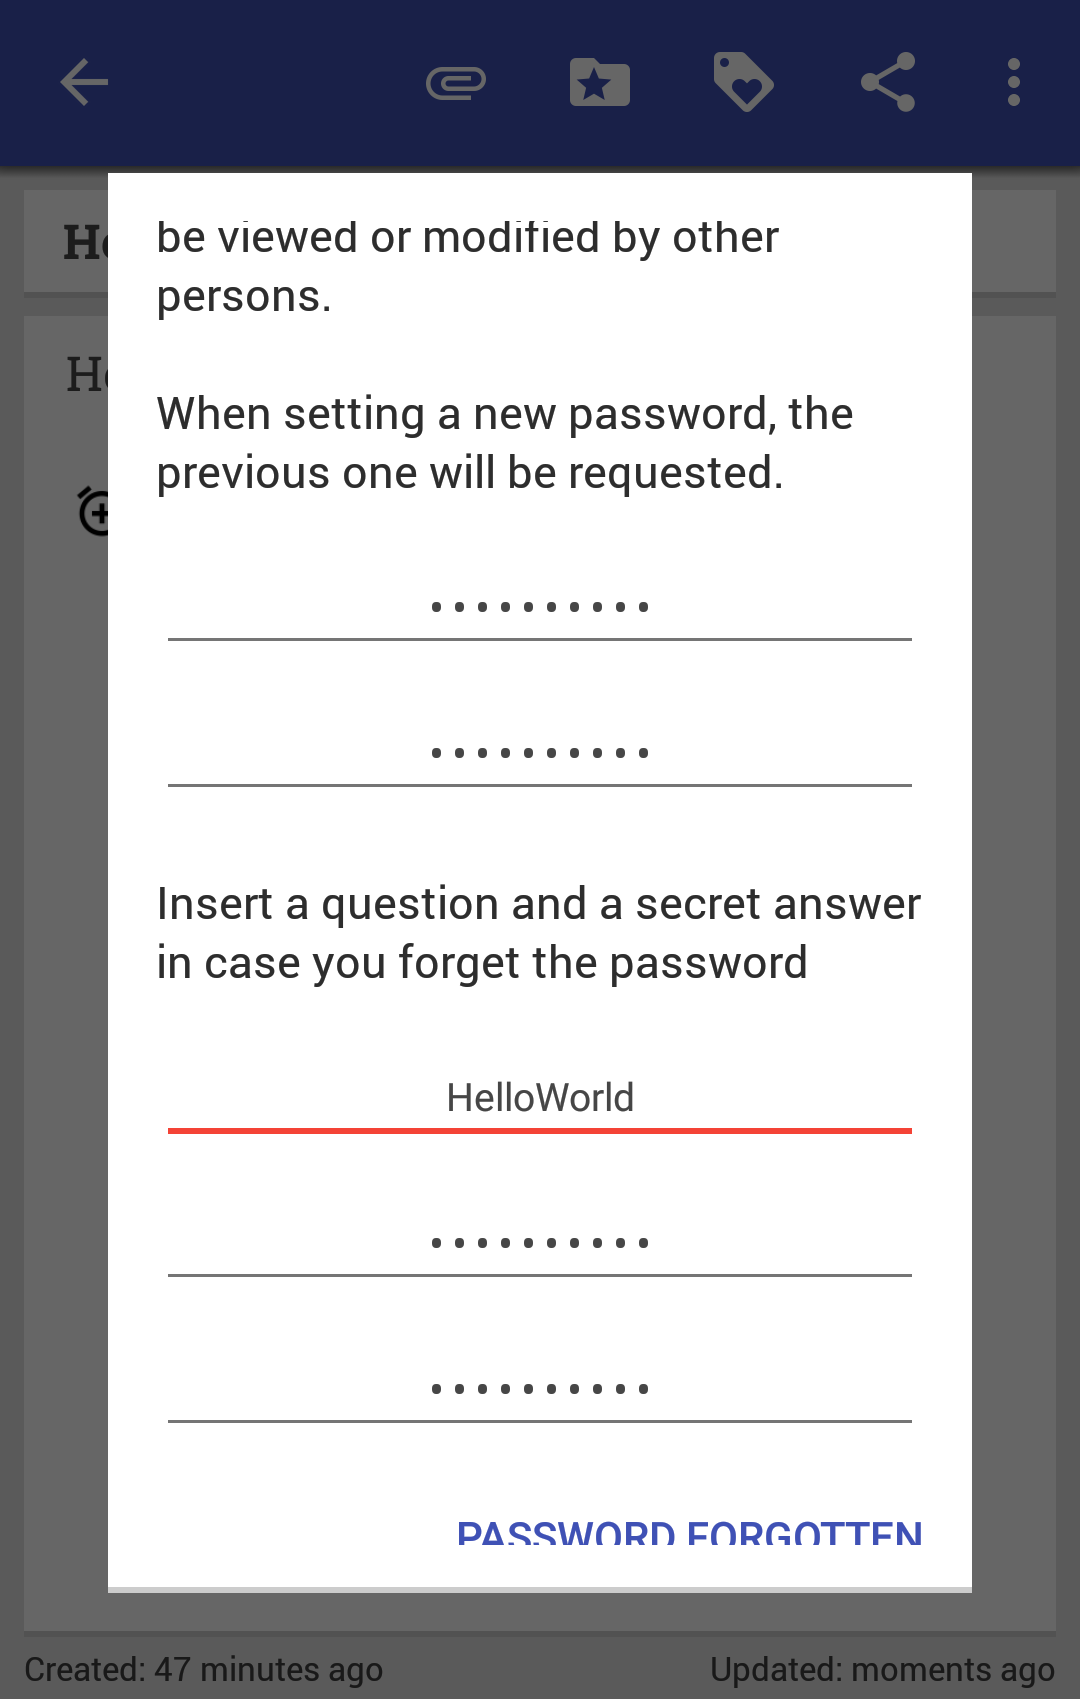 be viewed or modified by other
persons.
When setting a new password, the
previous one will be requested.
..........
..........
Insert a question and a secret answer
in case you forget the password
HelloWorld
..........
..........
PASSWORD FORGOTTEN
Created: 47 minutes ago
Updated: moments ago